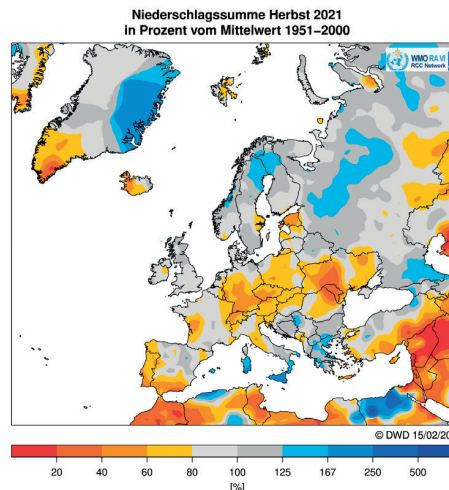 Niederschlagssumme Herbst 2021
in Prozent vom Mittelwert 1951–2000
WMO RA VI
RCC Network
© DWD 15/02/20
20 40 60 80 100 125 167 250 500
[%]